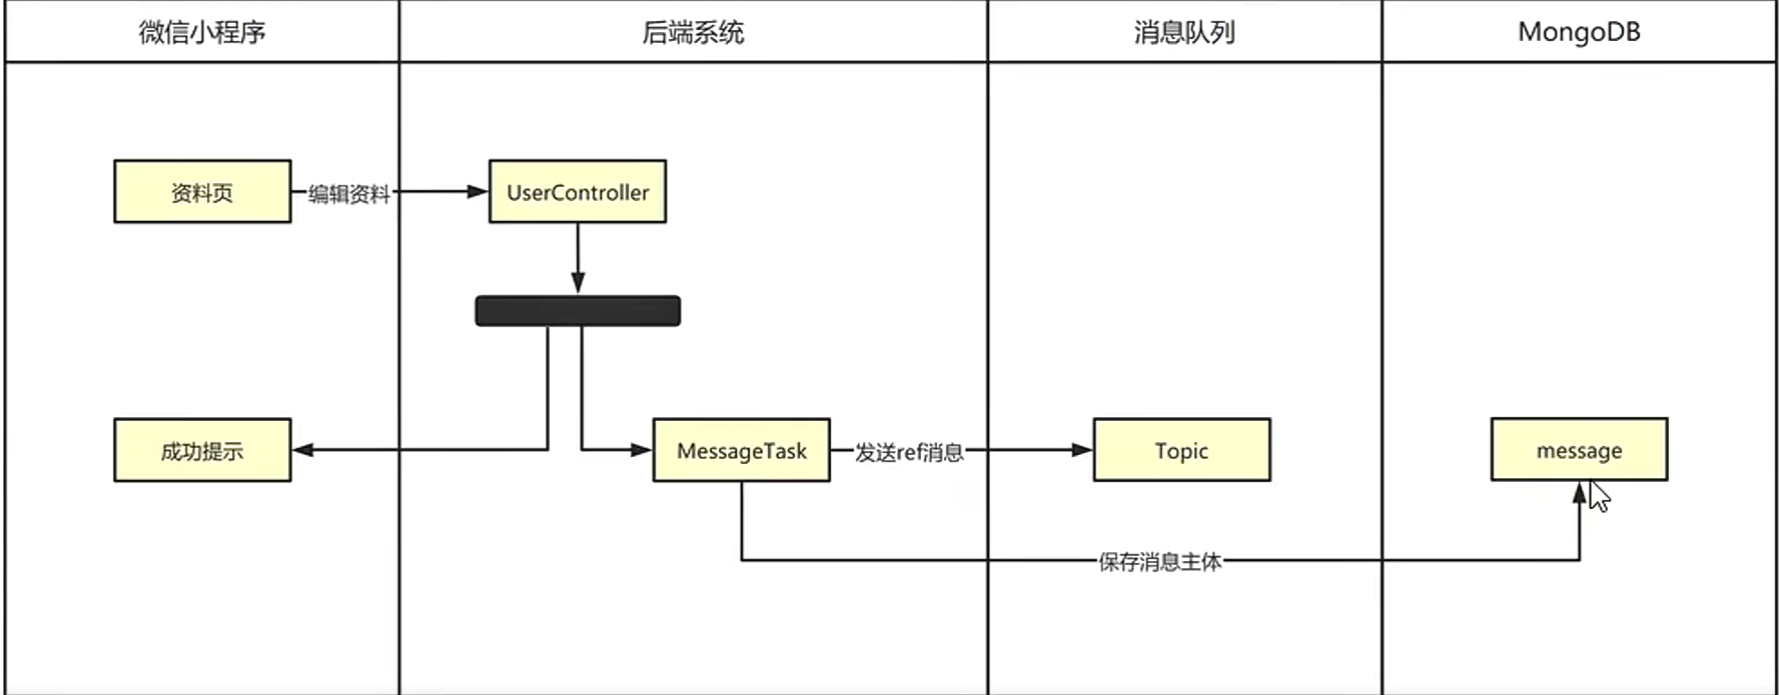 微信小程序
后端系统
消息队列
MongoDB
资料页
编辑资料
UserController
成功提示
MessageTask
发送ref消息
Topic
message
保存消息主体